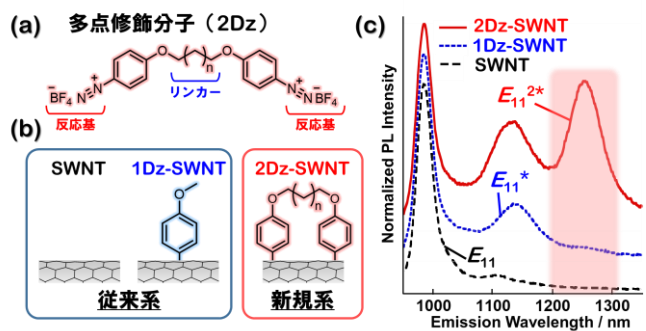 (a) 多点修飾分子（2Dz）
O O
n
BF4⁻ N≡N⁺
リンカー
N⁺≡N BF4⁻
反応基 反応基
(b)
SWNT 1Dz-SWNT 2Dz-SWNT
O
O O
n
従来系 新規系
(c)
2Dz-SWNT
1Dz-SWNT
SWNT
E11²*
E11*
E11
Normalized PL Intensity
1000 1100 1200 1300
Emission Wavelength / nm